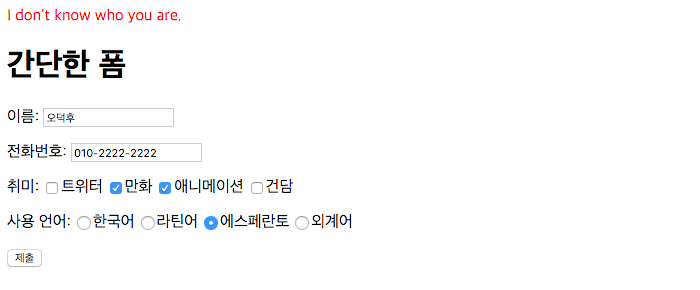 I don't know who you are.
간단한 폼
이름: 오덕후
전화번호: 010-2222-2222
취미: 트위터 만화 애니메이션 건담
사용 언어: 한국어 라틴어 에스페란토 외계어
제출